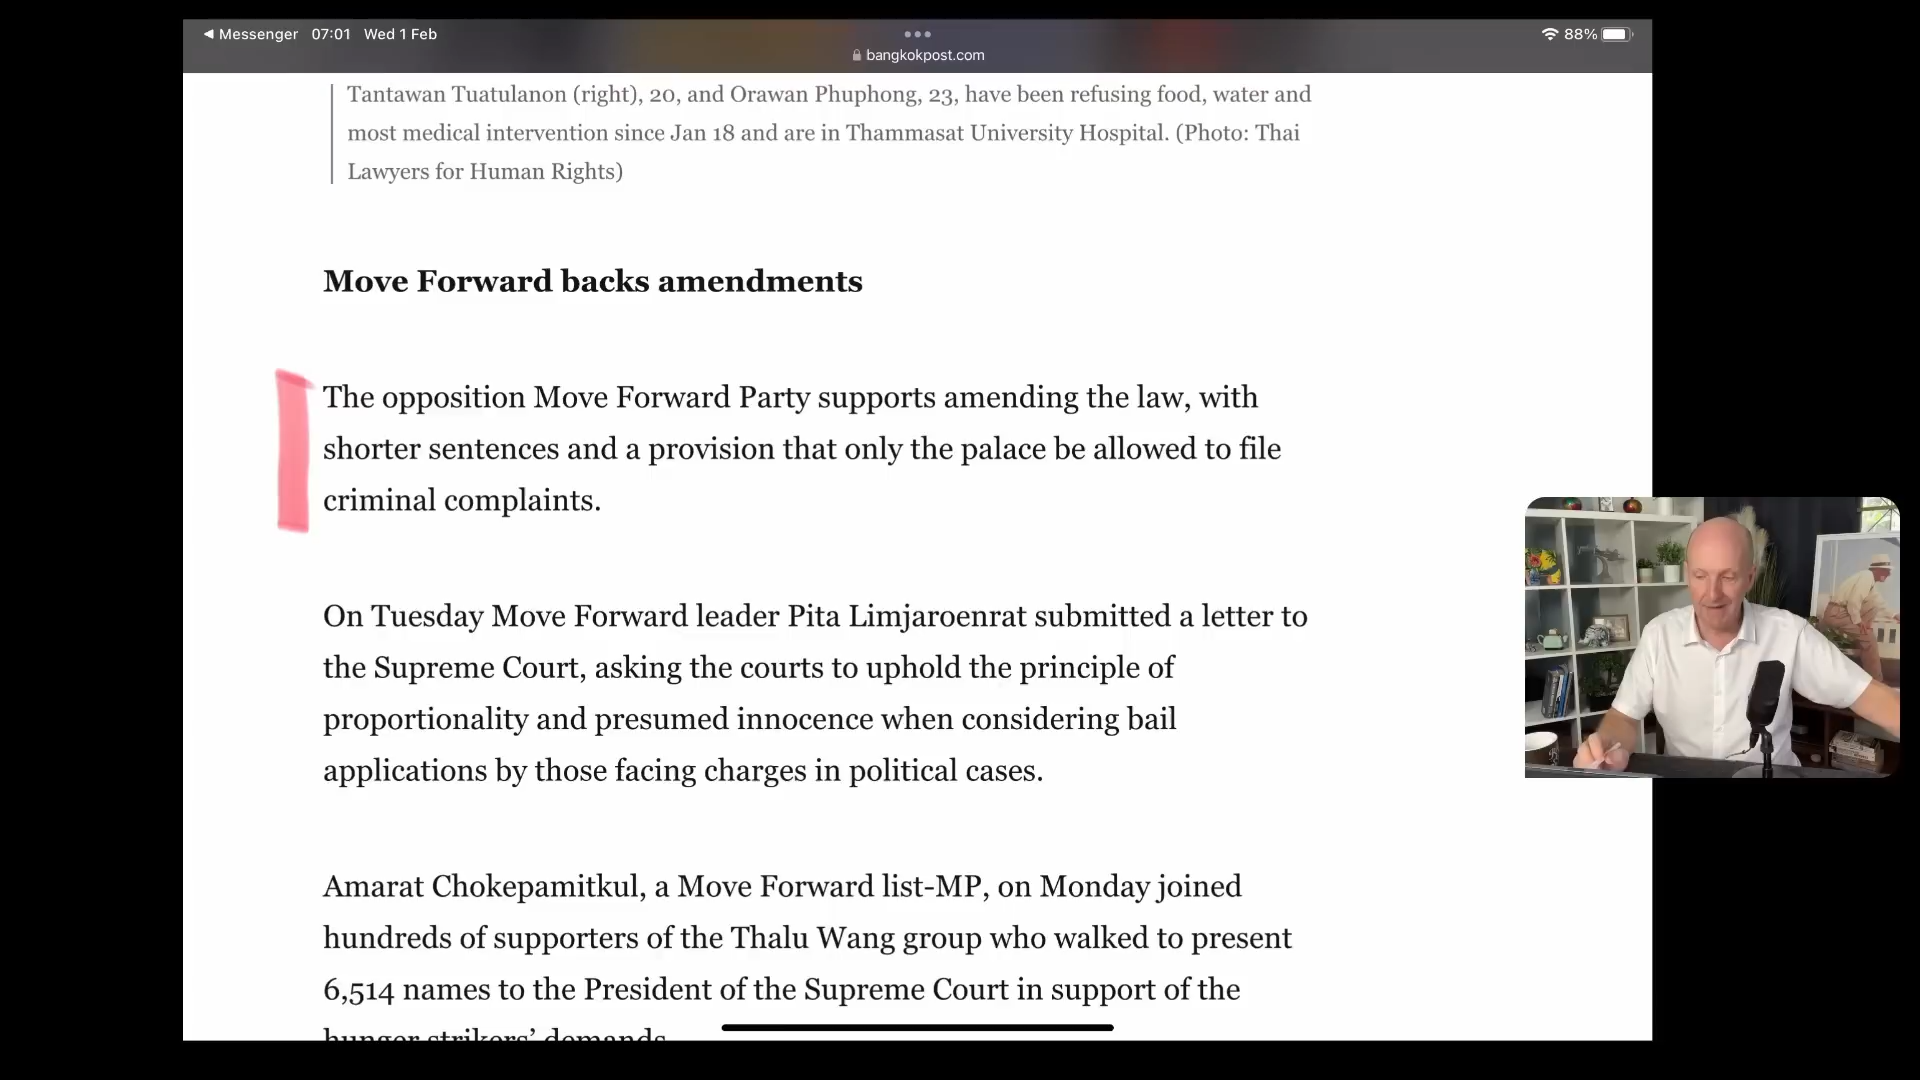 ◀ Messenger 07:01 Wed 1 Feb
88%
bangkokpost.com
Tantawan Tuatulanon (right), 20, and Orawan Phuphong, 23, have been refusing food, water and
most medical intervention since Jan 18 and are in Thammasat University Hospital. (Photo: Thai
Lawyers for Human Rights)
Move Forward backs amendments
The opposition Move Forward Party supports amending the law, with
shorter sentences and a provision that only the palace be allowed to file
criminal complaints.
On Tuesday Move Forward leader Pita Limjaroenrat submitted a letter to
the Supreme Court, asking the courts to uphold the principle of
proportionality and presumed innocence when considering bail
applications by those facing charges in political cases.
Amarat Chokepamitkul, a Move Forward list-MP, on Monday joined
hundreds of supporters of the Thalu Wang group who walked to present
6,514 names to the President of the Supreme Court in support of the
hunger strikers’ demands.